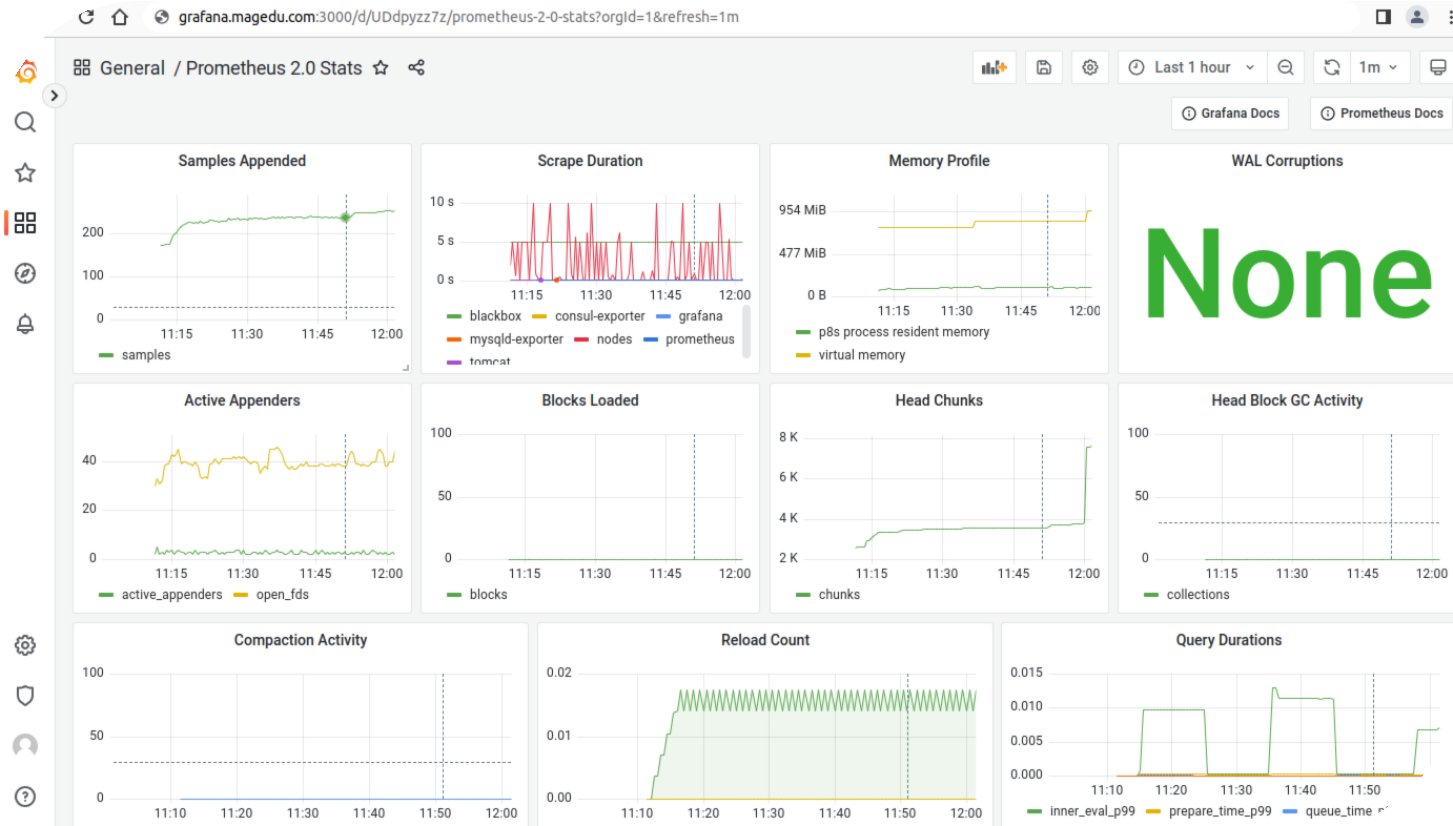 grafana.magedu.com:3000/d/UDdpyzz7z/prometheus-2-0-stats?orgId=1&refresh=1m
General / Prometheus 2.0 Stats
Last 1 hour
1m
Grafana Docs
Prometheus Docs
Samples Appended
200
100
0
11:15 11:30 11:45 12:00
samples
Scrape Duration
10 s
5 s
0 s
11:15 11:30 11:45 12:00
blackbox consul-exporter grafana
mysqld-exporter nodes prometheus
tomcat
Memory Profile
954 MiB
477 MiB
0 B
11:15 11:30 11:45 12:00
p8s process resident memory
virtual memory
WAL Corruptions
None
Active Appenders
40
20
0
11:15 11:30 11:45 12:00
active_appenders open_fds
Blocks Loaded
100
50
0
11:15 11:30 11:45 12:00
blocks
Head Chunks
8 K
6 K
4 K
2 K
11:15 11:30 11:45 12:00
chunks
Head Block GC Activity
100
50
0
11:15 11:30 11:45 12:00
collections
Compaction Activity
100
50
0
11:10 11:20 11:30 11:40 11:50 12:00
Reload Count
0.02
0.01
0.00
11:10 11:20 11:30 11:40 11:50 12:00
Query Durations
0.015
0.010
0.005
0.000
11:10 11:20 11:30 11:40 11:50
inner_eval_p99 prepare_time_p99